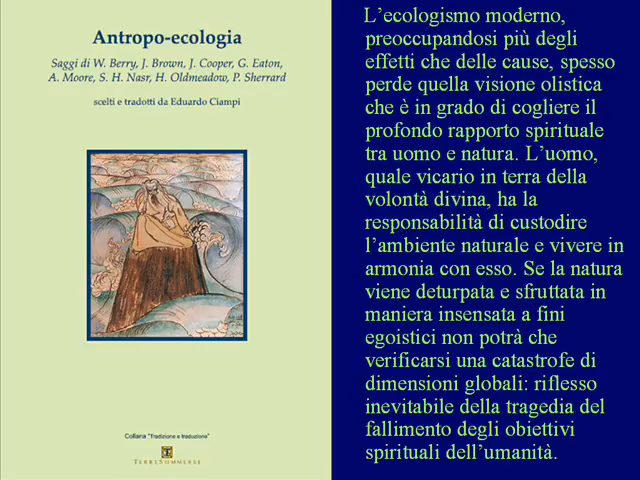 Antropo-ecologia
Saggi di W. Berry, J. Brown, J. Cooper, G. Eaton,
A. Moore, S. H. Nasr, H. Oldmeadow, P. Sherrard
scelti e tradotti da Eduardo Ciampi
Collana "Tradizione e traduzione"
TERRE SOMMERSE
L'ecologismo moderno,
preoccupandosi più degli
effetti che delle cause, spesso
perde quella visione olistica
che è in grado di cogliere il
profondo rapporto spirituale
tra uomo e natura. L'uomo,
quale vicario in terra della
volontà divina, ha la
responsabilità di custodire
l'ambiente naturale e vivere in
armonia con esso. Se la natura
viene deturpata e sfruttata in
maniera insensata a fini
egoistici non potrà che
verificarsi una catastrofe di
dimensioni globali: riflesso
inevitabile della tragedia del
fallimento degli obiettivi
spirituali dell'umanità.